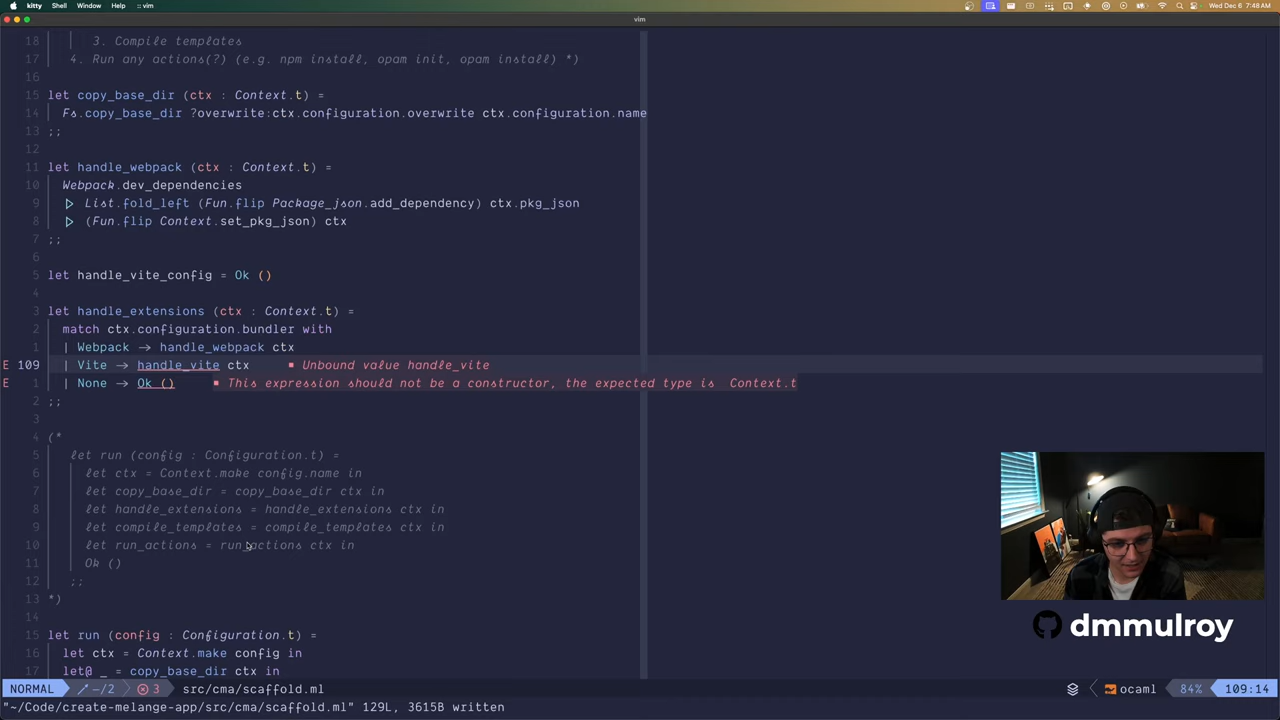 kitty Shell Window Help :: vim Wed Dec 6 7:48 AM
vim
18 3. Compile templates
17 4. Run any actions(?) (e.g. npm install, opam init, opam install) *)
16
15 let copy_base_dir (ctx : Context.t) =
14 Fs.copy_base_dir ?overwrite:ctx.configuration.overwrite ctx.configuration.name
13 ;;
12
11 let handle_webpack (ctx : Context.t) =
10 Webpack.dev_dependencies
9 ▷ List.fold_left (Fun.flip Package_json.add_dependency) ctx.pkg_json
8 ▷ (Fun.flip Context.set_pkg_json) ctx
7 ;;
6
5 let handle_vite_config = Ok ()
4
3 let handle_extensions (ctx : Context.t) =
2 match ctx.configuration.bundler with
1 | Webpack → handle_webpack ctx
E 109 | Vite → handle_vite ctx ▪ Unbound value handle_vite
E 1 | None → Ok () ▪ This expression should not be a constructor, the expected type is Context.t
2 ;;
3
4 (*
5 let run (config : Configuration.t) =
6 let ctx = Context.make config.name in
7 let copy_base_dir = copy_base_dir ctx in
8 let handle_extensions = handle_extensions ctx in
9 let compile_templates = compile_templates ctx in
10 let run_actions = run_actions ctx in
11 Ok ()
12 ;;
13 *)
14
15 let run (config : Configuration.t) =
16 let ctx = Context.make config in
17 let@ _ = copy_base_dir ctx in
dmmulroy
NORMAL −/2 3 src/cma/scaffold.ml ocaml 84% 109:14
"~/Code/create-melange-app/src/cma/scaffold.ml" 129L, 3615B written